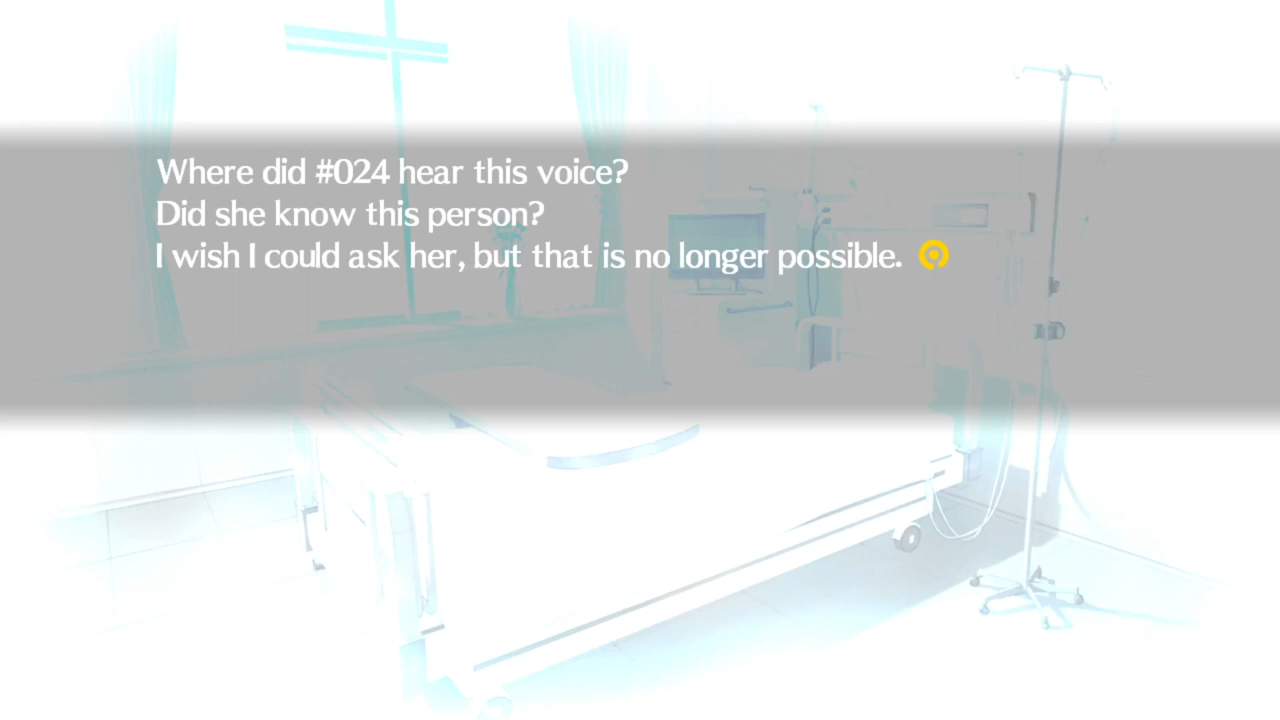 Where did #024 hear this voice?
Did she know this person?
I wish I could ask her, but that is no longer possible.